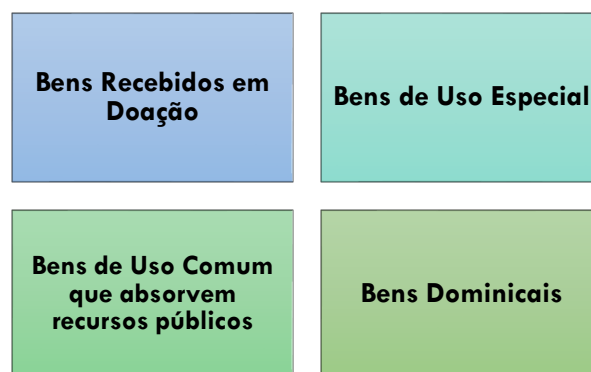 Bens Recebidos em
Doação
Bens de Uso Especial
Bens de Uso Comum
que absorvem
recursos públicos
Bens Dominicais